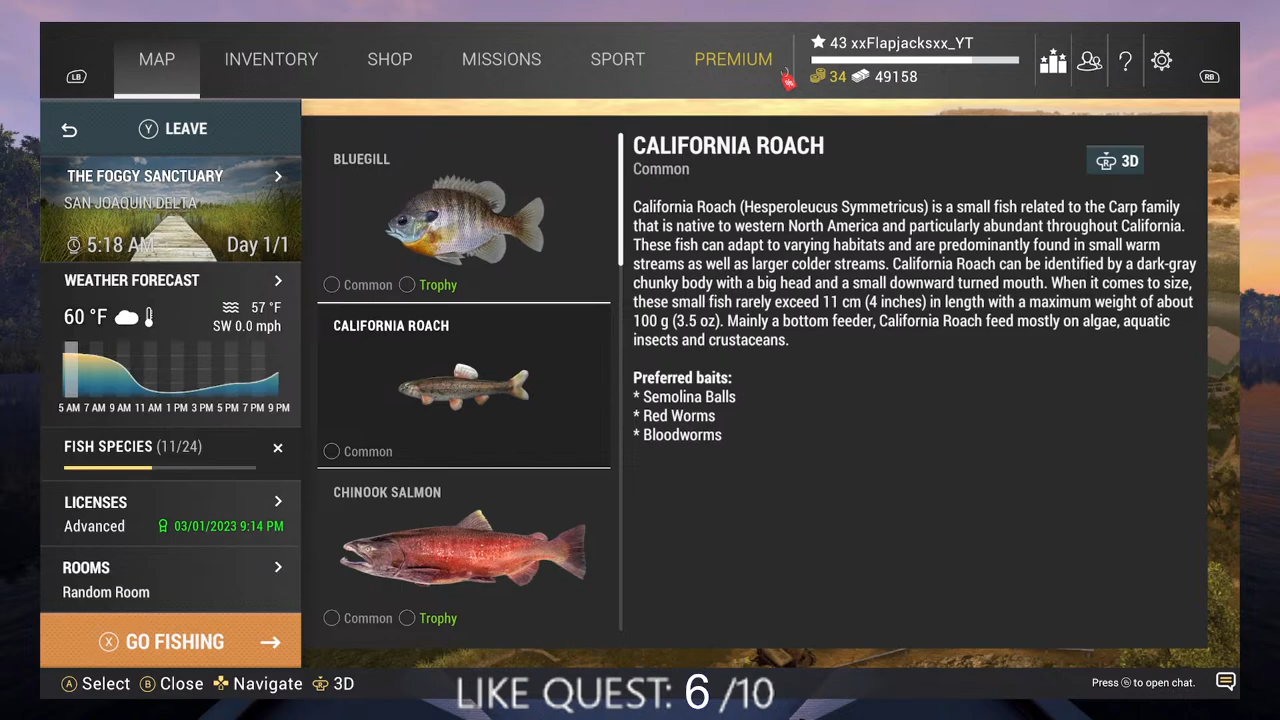 LB
MAP
INVENTORY
SHOP
MISSIONS
SPORT
PREMIUM
43 xxFlapjacksxx_YT
34 49158
?
RB
Y LEAVE
THE FOGGY SANCTUARY
SAN JOAQUIN DELTA
5:18 AM Day 1/1
WEATHER FORECAST
60 °F
57 °F
SW 0.0 mph
5 AM 7 AM 9 AM 11 AM 1 PM 3 PM 5 PM 7 PM 9 PM
FISH SPECIES (11/24)
LICENSES
Advanced 03/01/2023 9:14 PM
ROOMS
Random Room
X GO FISHING
BLUEGILL
Common Trophy
CALIFORNIA ROACH
Common
CHINOOK SALMON
Common Trophy
CALIFORNIA ROACH
Common
R 3D
California Roach (Hesperoleucus Symmetricus) is a small fish related to the Carp family
that is native to western North America and particularly abundant throughout California.
These fish can adapt to varying habitats and are predominantly found in small warm
streams as well as larger colder streams. California Roach can be identified by a dark-gray
chunky body with a big head and a small downward turned mouth. When it comes to size,
these small fish rarely exceed 11 cm (4 inches) in length with a maximum weight of about
100 g (3.5 oz). Mainly a bottom feeder, California Roach feed mostly on algae, aquatic
insects and crustaceans.
Preferred baits:
* Semolina Balls
* Red Worms
* Bloodworms
A Select B Close Navigate R 3D
Press to open chat.
LIKE QUEST: 6 /10